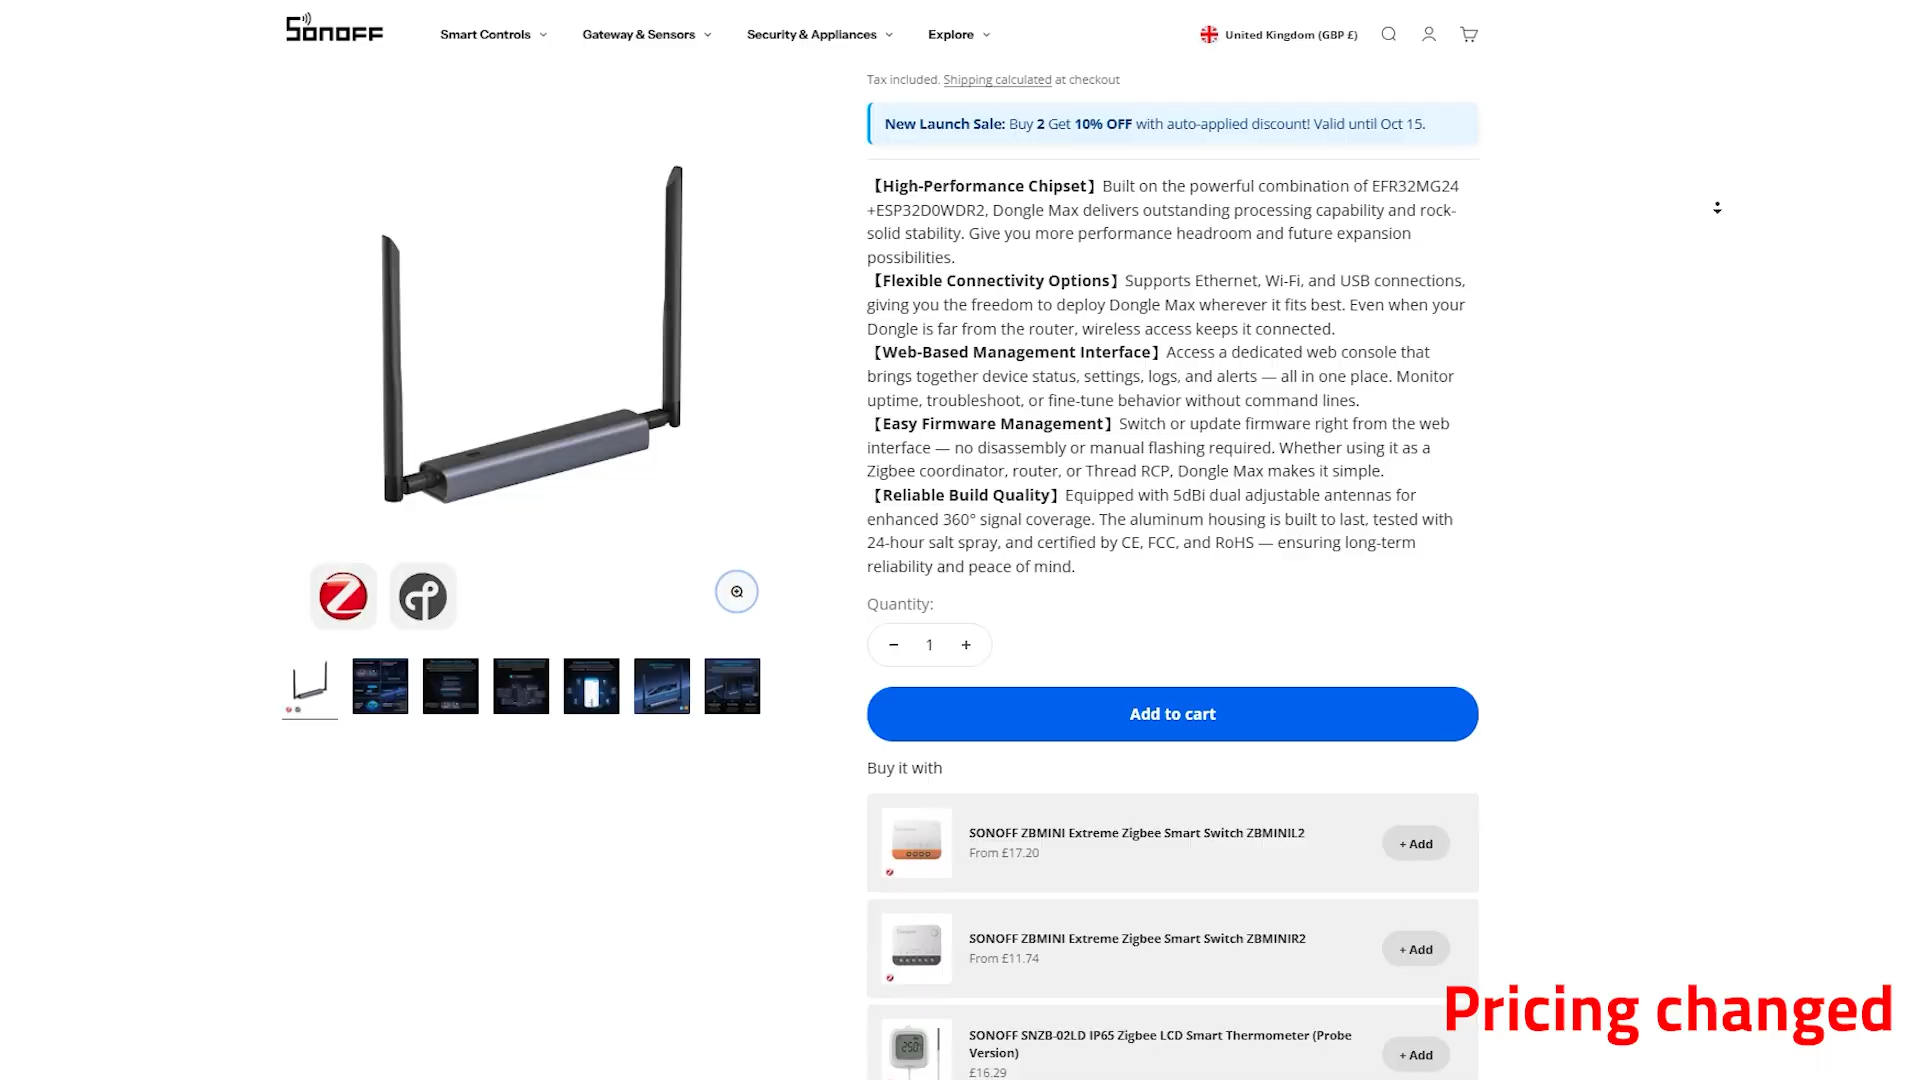 SONOFF
Smart Controls
Gateway & Sensors
Security & Appliances
Explore
United Kingdom (GBP £)
Tax included. Shipping calculated at checkout
New Launch Sale: Buy 2 Get 10% OFF with auto-applied discount! Valid until Oct 15.
【High-Performance Chipset】Built on the powerful combination of EFR32MG24
+ESP32D0WDR2, Dongle Max delivers outstanding processing capability and rock-
solid stability. Give you more performance headroom and future expansion
possibilities.
【Flexible Connectivity Options】Supports Ethernet, Wi-Fi, and USB connections,
giving you the freedom to deploy Dongle Max wherever it fits best. Even when your
Dongle is far from the router, wireless access keeps it connected.
【Web-Based Management Interface】Access a dedicated web console that
brings together device status, settings, logs, and alerts — all in one place. Monitor
uptime, troubleshoot, or fine-tune behavior without command lines.
【Easy Firmware Management】Switch or update firmware right from the web
interface — no disassembly or manual flashing required. Whether using it as a
Zigbee coordinator, router, or Thread RCP, Dongle Max makes it simple.
【Reliable Build Quality】Equipped with 5dBi dual adjustable antennas for
enhanced 360° signal coverage. The aluminum housing is built to last, tested with
24-hour salt spray, and certified by CE, FCC, and RoHS — ensuring long-term
reliability and peace of mind.
Quantity:
− 1 +
Add to cart
Buy it with
SONOFF ZBMINI Extreme Zigbee Smart Switch ZBMINIL2
From £17.20
+ Add
SONOFF ZBMINI Extreme Zigbee Smart Switch ZBMINIR2
From £11.74
+ Add
SONOFF SNZB-02LD IP65 Zigbee LCD Smart Thermometer (Probe
Version)
£16.29
+ Add
Pricing changed